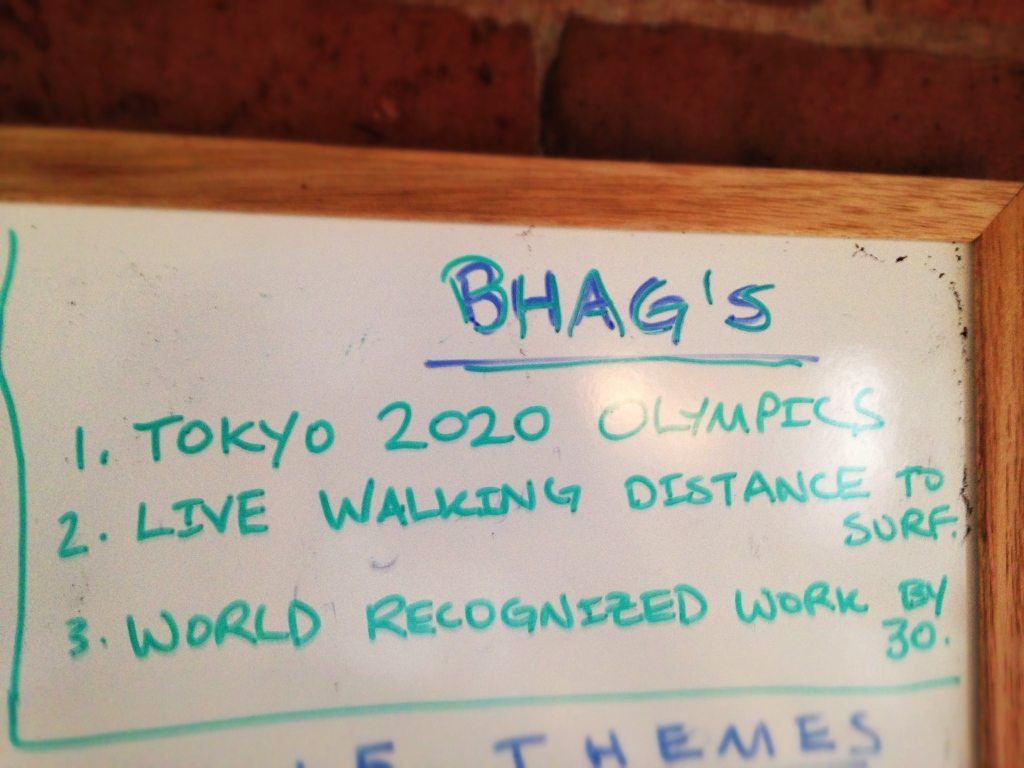 BHAG's
1. TOKYO 2020 OLYMPICS
2. LIVE WALKING DISTANCE TO
SURF.
3. WORLD RECOGNIZED WORK BY
30.
THEMES